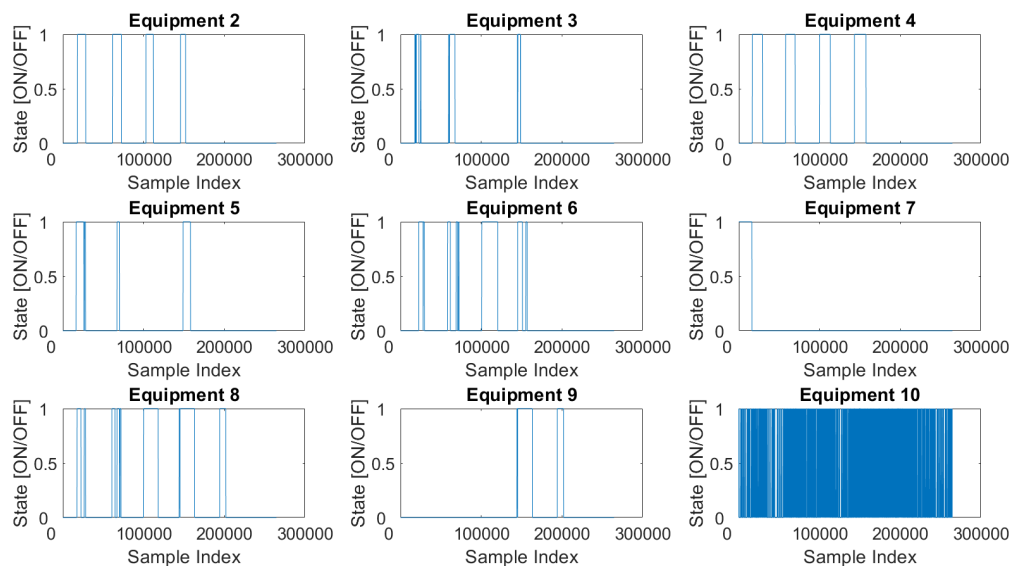 Equipment 2
Equipment 3
Equipment 4
State [ON/OFF]
1
0.5
0
0
100000
200000
300000
Sample Index
State [ON/OFF]
1
0.5
0
0
100000
200000
300000
Sample Index
State [ON/OFF]
1
0.5
0
0
100000
200000
300000
Sample Index
Equipment 5
Equipment 6
Equipment 7
State [ON/OFF]
1
0.5
0
0
100000
200000
300000
Sample Index
State [ON/OFF]
1
0.5
0
0
100000
200000
300000
Sample Index
State [ON/OFF]
1
0.5
0
0
100000
200000
300000
Sample Index
Equipment 8
Equipment 9
Equipment 10
State [ON/OFF]
1
0.5
0
0
100000
200000
300000
Sample Index
State [ON/OFF]
1
0.5
0
0
100000
200000
300000
Sample Index
State [ON/OFF]
1
0.5
0
0
100000
200000
300000
Sample Index